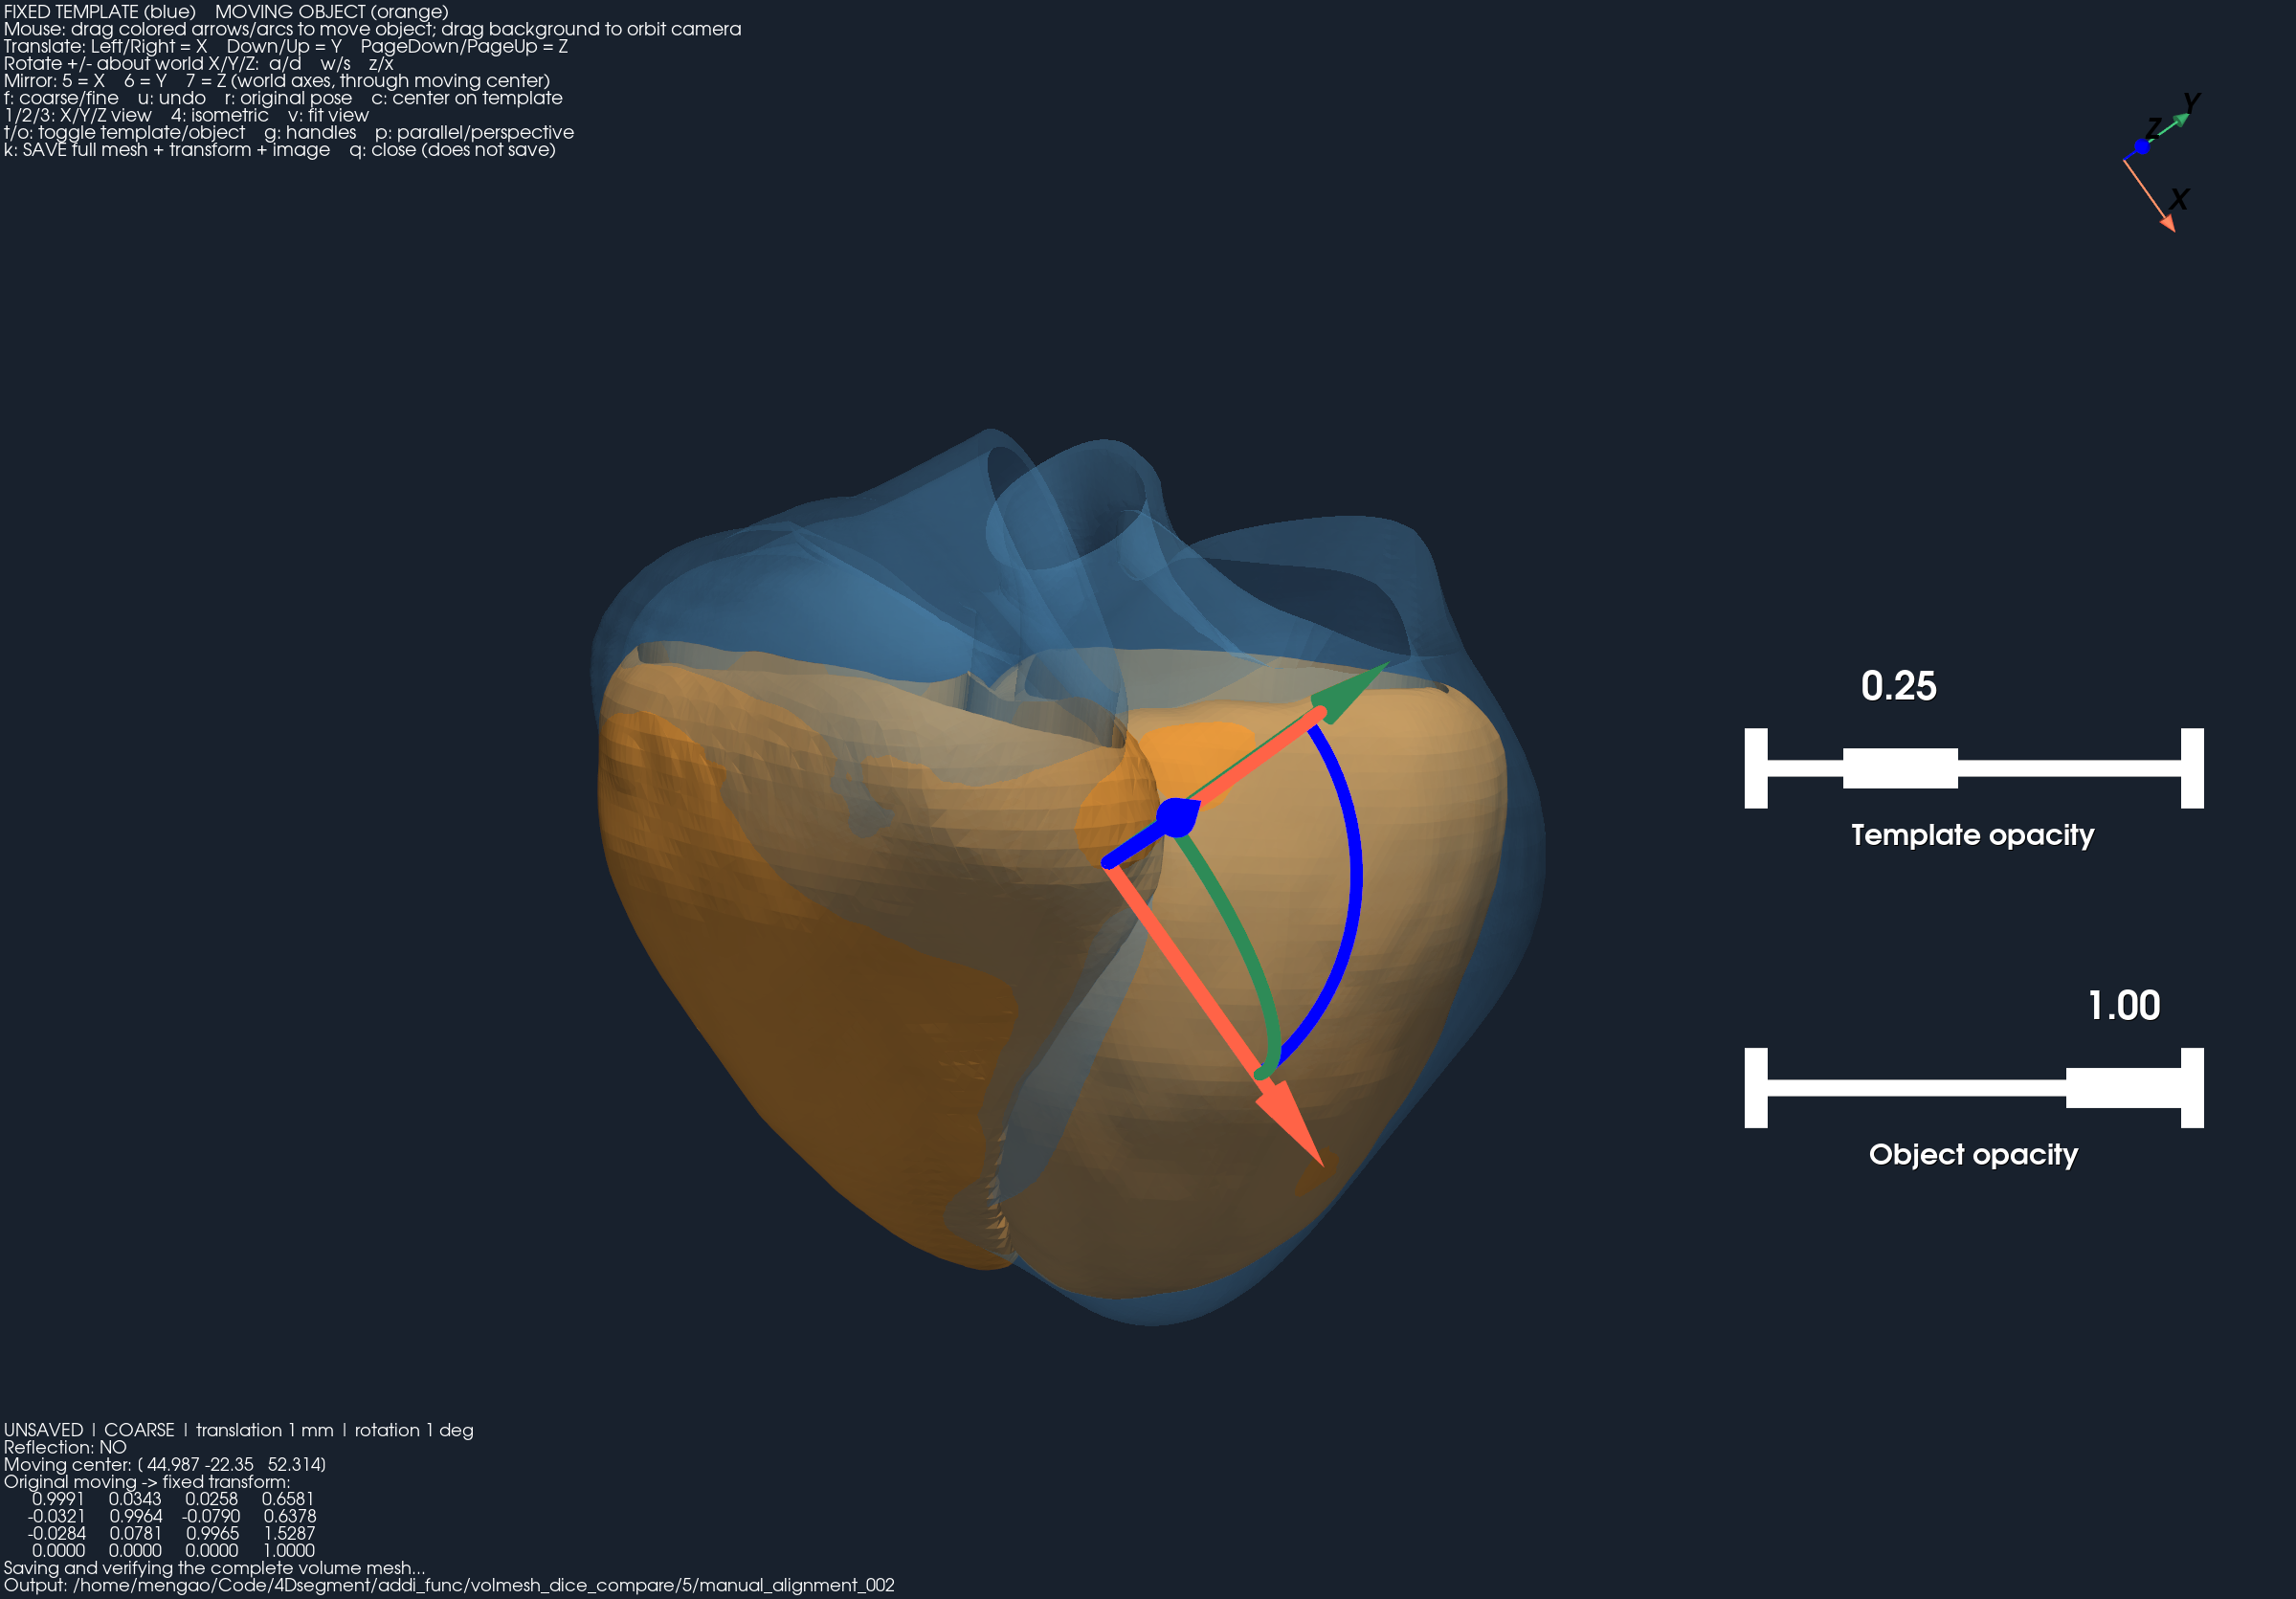 FIXED TEMPLATE (blue)    MOVING OBJECT (orange)
Mouse: drag colored arrows/arcs to move object; drag background to orbit camera
Translate: Left/Right = X    Down/Up = Y    PageDown/PageUp = Z
Rotate +/- about world X/Y/Z:  a/d    w/s    z/x
Mirror: 5 = X    6 = Y    7 = Z (world axes, through moving center)
f: coarse/fine    u: undo    r: original pose    c: center on template
1/2/3: X/Y/Z view    4: isometric    v: fit view
t/o: toggle template/object    g: handles    p: parallel/perspective
k: SAVE full mesh + transform + image    q: close (does not save)
Y
Z
X
0.25
Template opacity
1.00
Object opacity
UNSAVED | COARSE | translation 1 mm | rotation 1 deg
Reflection: NO
Moving center: [ 44.987 -22.35   52.314]
Original moving -> fixed transform:
0.9991    0.0343    0.0258    0.6581
-0.0321    0.9964    -0.0790    0.6378
-0.0284    0.0781    0.9965    1.5287
0.0000    0.0000    0.0000    1.0000
Saving and verifying the complete volume mesh...
Output: /home/mengao/Code/4Dsegment/addi_func/volmesh_dice_compare/5/manual_alignment_002